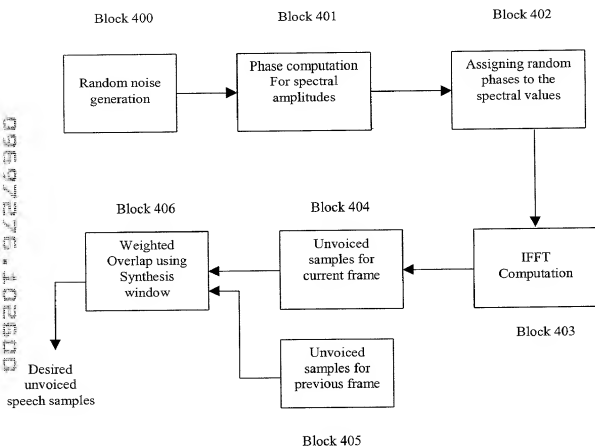 Block 400
Block 401
Block 402
Random noise
generation
Phase computation
For spectral
amplitudes
Assigning random
phases to the
spectral values
Block 406
Block 404
Weighted
Overlap using
Synthesis
window
Unvoiced
samples for
current frame
IFFT
Computation
Block 403
Desired
unvoiced
speech samples
Unvoiced
samples for
previous frame
Block 405